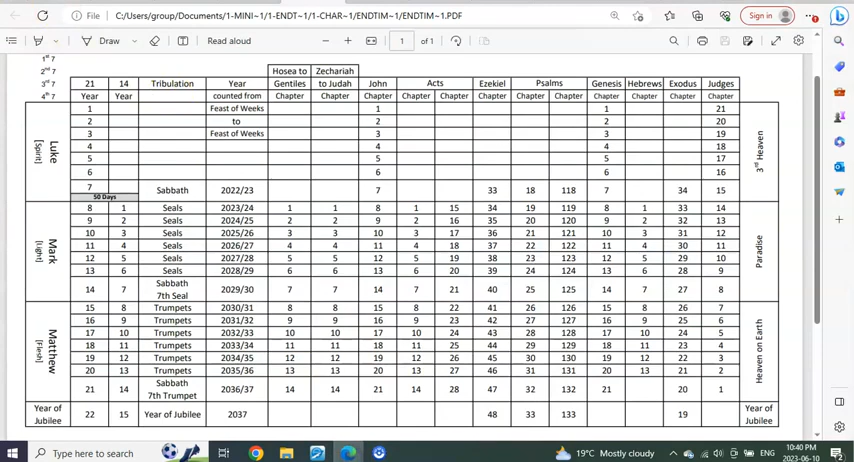 File
C:/Users/group/Documents/1-MINI~1/1-ENDT~1/1-CHAR~1/ENDTIM~1/ENDTIM~1.PDF
Sign in
Draw
Read aloud
1
of 1
1st 7
2nd 7 Hosea to Zechariah
3rd 7 21 14 Tribulation Year Gentiles to Judah John Acts Ezekiel Psalms Genesis Hebrews Exodus Judges
4th 7 Year Year counted from Chapter Chapter Chapter Chapter Chapter Chapter Chapter Chapter Chapter Chapter Chapter Chapter
1 Feast of Weeks 1 1 21
2 to 2 2 20
3 Feast of Weeks 3 3 19
4 4 4 18
5 5 5 17
6 6 6 16
7 Sabbath 2022/23 7 33 18 118 7 34 15
50 Days
8 1 Seals 2023/24 1 1 8 1 15 34 19 119 8 1 33 14
9 2 Seals 2024/25 2 2 9 2 16 35 20 120 9 2 32 13
10 3 Seals 2025/26 3 3 10 3 17 36 21 121 10 3 31 12
11 4 Seals 2026/27 4 4 11 4 18 37 22 122 11 4 30 11
12 5 Seals 2027/28 5 5 12 5 19 38 23 123 12 5 29 10
13 6 Seals 2028/29 6 6 13 6 20 39 24 124 13 6 28 9
14 7 Sabbath 2029/30 7 7 14 7 21 40 25 125 14 7 27 8
7th Seal
15 8 Trumpets 2030/31 8 8 15 8 22 41 26 126 15 8 26 7
16 9 Trumpets 2031/32 9 9 16 9 23 42 27 127 16 9 25 6
17 10 Trumpets 2032/33 10 10 17 10 24 43 28 128 17 10 24 5
18 11 Trumpets 2033/34 11 11 18 11 25 44 29 129 18 11 23 4
19 12 Trumpets 2034/35 12 12 19 12 26 45 30 130 19 12 22 3
20 13 Trumpets 2035/36 13 13 20 13 27 46 31 131 20 13 21 2
21 14 Sabbath 2036/37 14 14 21 14 28 47 32 132 21 20 1
7th Trumpet
Year of Jubilee 22 15 Year of Jubilee 2037 48 33 133 19 Year of Jubilee
Luke
[Spirit]
Mark
[Light]
Matthew
[Flesh]
3rd Heaven
Paradise
Heaven on Earth
Type here to search
19°C Mostly cloudy
ENG
10:40 PM
2023-06-10
2